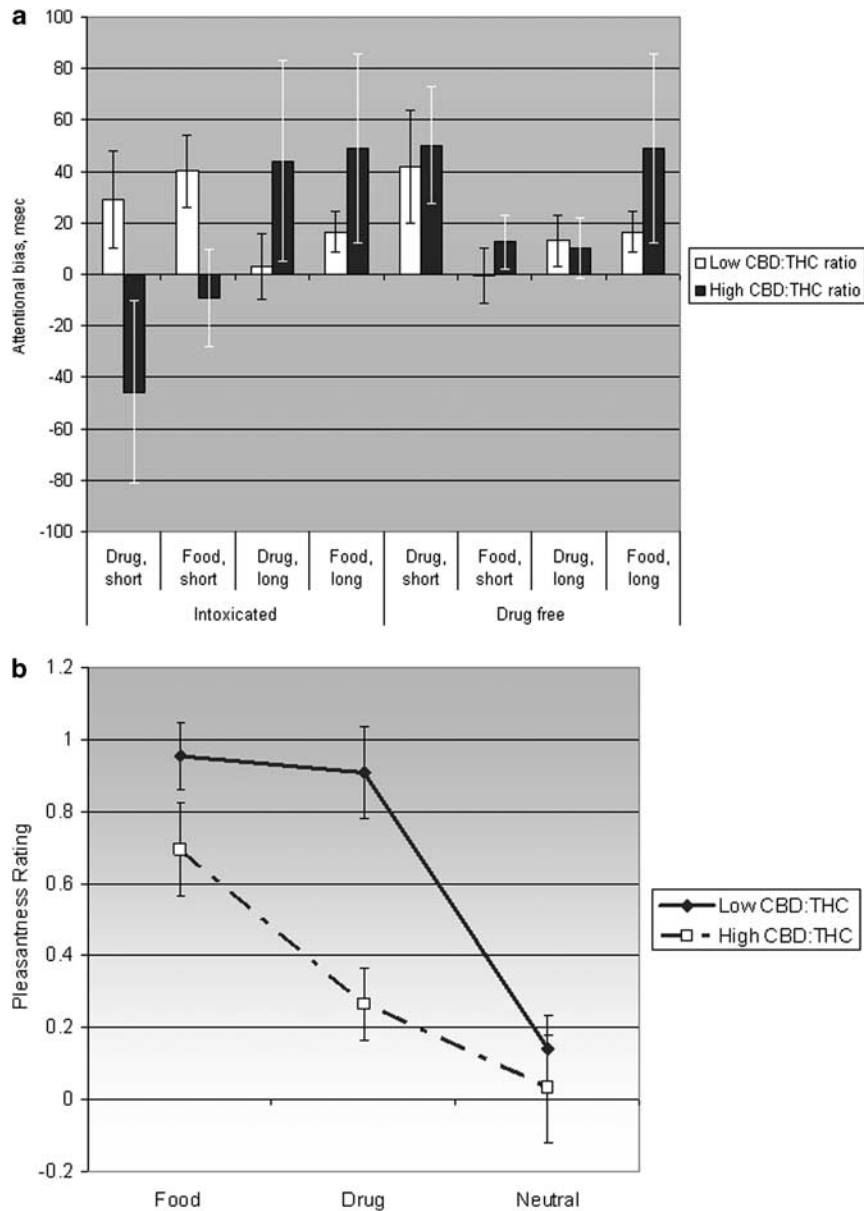 a
100
80
60
40
20
0
-20
-40
-60
-80
-100
Attentional bias, msec
Drug, short
Food, short
Drug, long
Food, long
Drug, short
Food, short
Drug, long
Food, long
Intoxicated
Drug free
Low CBD:THC ratio
High CBD:THC ratio
b
1.2
1
0.8
0.6
0.4
0.2
0
-0.2
Pleasantness Rating
Food
Drug
Neutral
Low CBD:THC
High CBD:THC